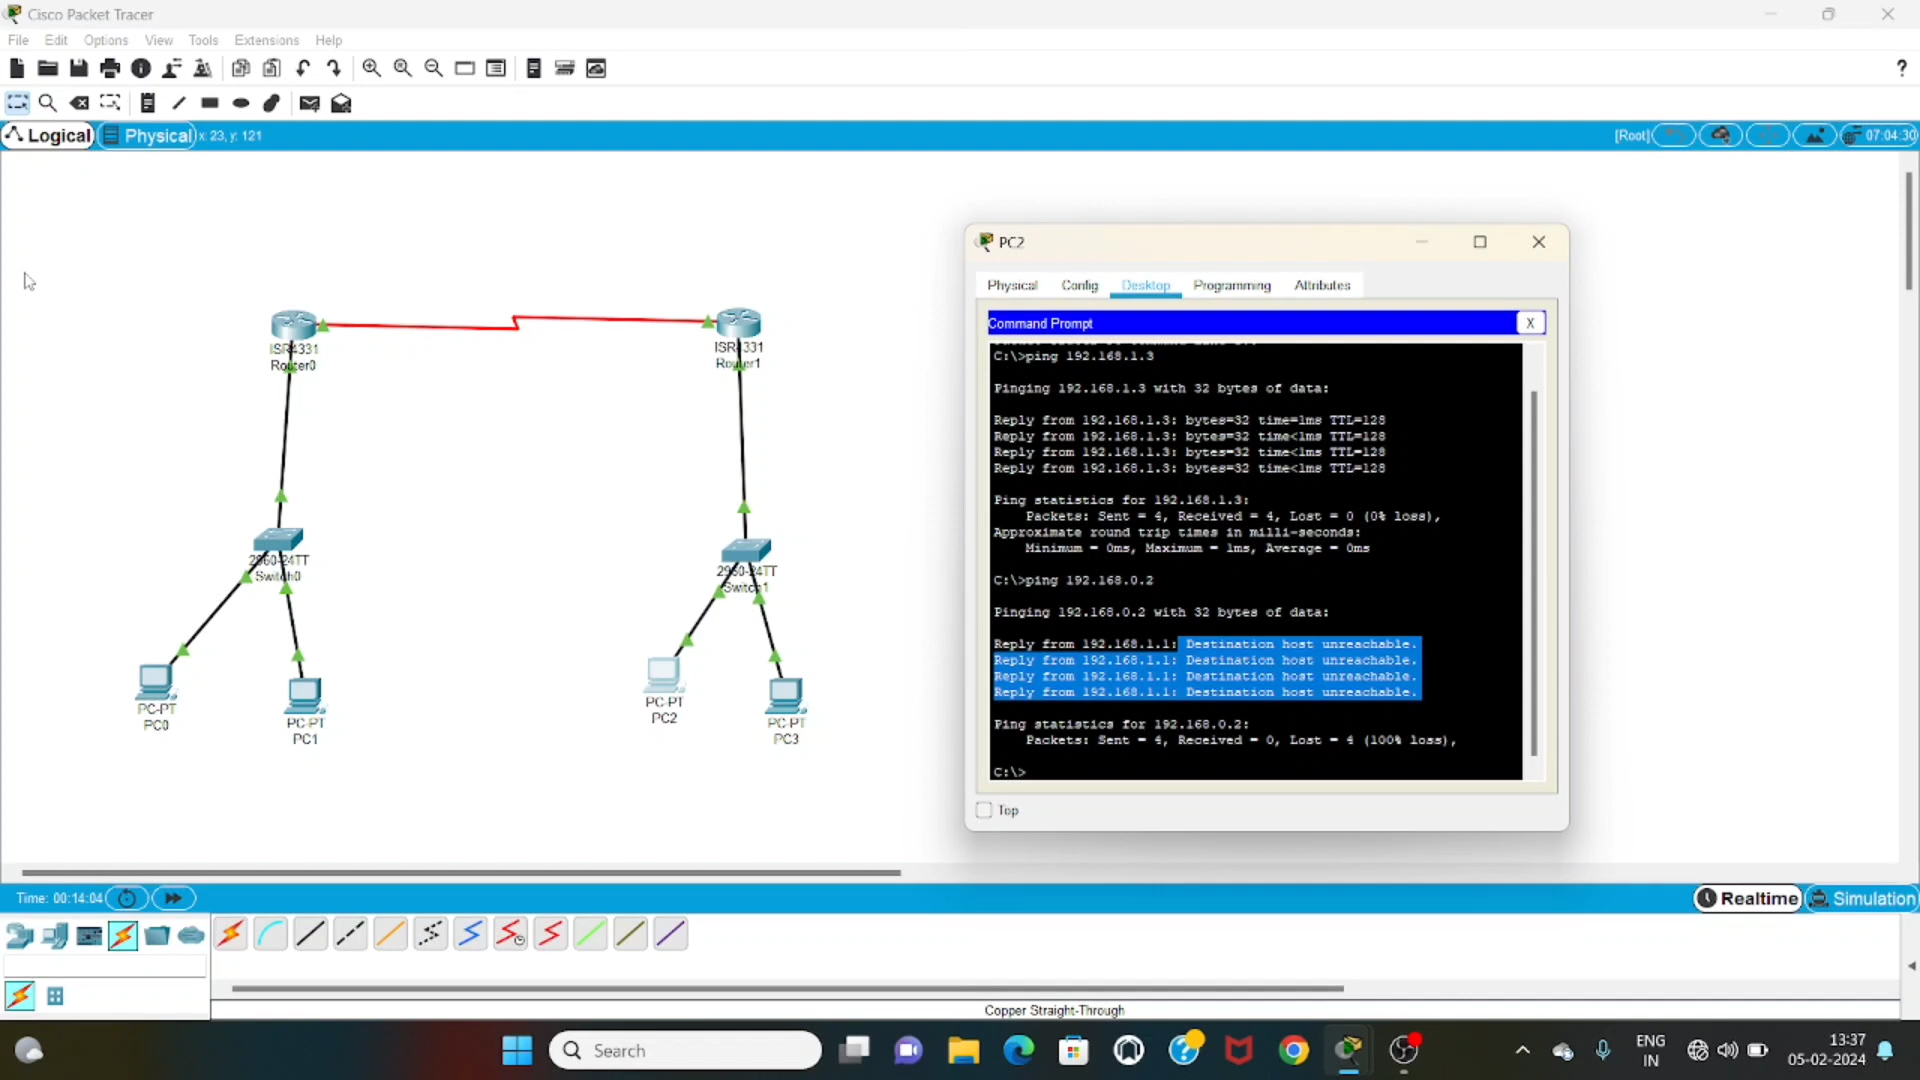 Cisco Packet Tracer
File Edit Options View Tools Extensions Help
?
Logical Physical x: 23, y: 121 [Root] 07:04:30
PC2
Physical Config Desktop Programming Attributes
Command Prompt X
C:\>ping 192.168.1.3
Pinging 192.168.1.3 with 32 bytes of data:
Reply from 192.168.1.3: bytes=32 time=1ms TTL=128
Reply from 192.168.1.3: bytes=32 time<1ms TTL=128
Reply from 192.168.1.3: bytes=32 time<1ms TTL=128
Reply from 192.168.1.3: bytes=32 time<1ms TTL=128
Ping statistics for 192.168.1.3:
Packets: Sent = 4, Received = 4, Lost = 0 (0% loss),
Approximate round trip times in milli-seconds:
Minimum = 0ms, Maximum = 1ms, Average = 0ms
C:\>ping 192.168.0.2
Pinging 192.168.0.2 with 32 bytes of data:
Reply from 192.168.1.1: Destination host unreachable.
Reply from 192.168.1.1: Destination host unreachable.
Reply from 192.168.1.1: Destination host unreachable.
Reply from 192.168.1.1: Destination host unreachable.
Ping statistics for 192.168.0.2:
Packets: Sent = 4, Received = 0, Lost = 4 (100% loss),
C:\>
Top
ISR4331
Router0
ISR4331
Router1
2960-24TT
Switch0
2960-24TT
Switch1
PC-PT
PC0
PC-PT
PC1
PC-PT
PC2
PC-PT
PC3
Time: 00:14:04 Realtime Simulation
Copper Straight-Through
Search
ENG
IN
13:37
05-02-2024